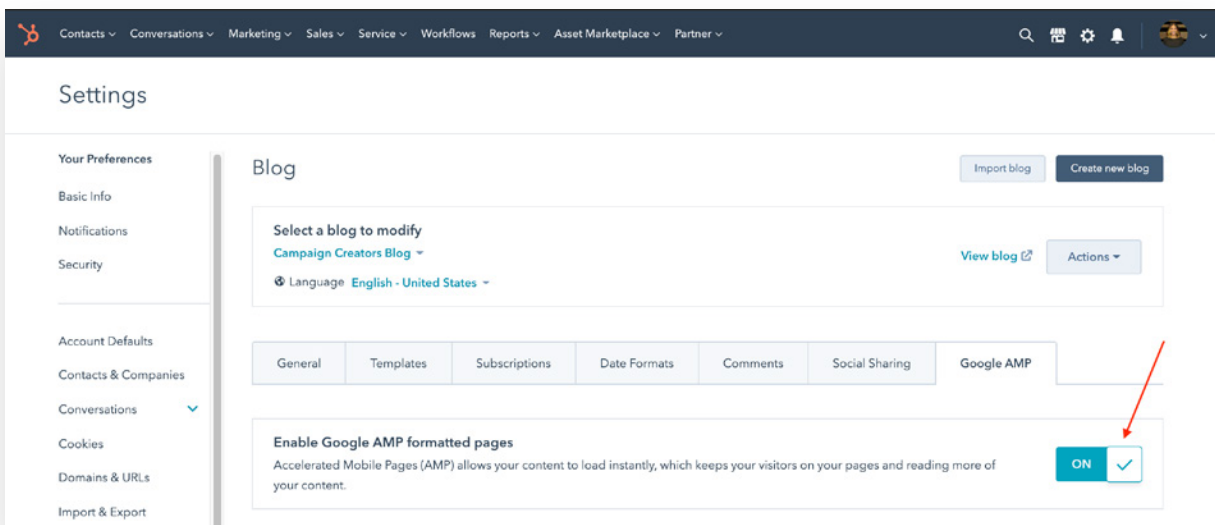 Contacts Conversations Marketing Sales Service Workflows Reports Asset Marketplace Partner
Settings
Your Preferences
Basic Info
Notifications
Security
Account Defaults
Contacts & Companies
Conversations
Cookies
Domains & URLs
Import & Export
Blog
Import blog
Create new blog
Select a blog to modify
Campaign Creators Blog
Language English - United States
View blog
Actions
General Templates Subscriptions Date Formats Comments Social Sharing Google AMP
Enable Google AMP formatted pages
Accelerated Mobile Pages (AMP) allows your content to load instantly, which keeps your visitors on your pages and reading more of
your content.
ON